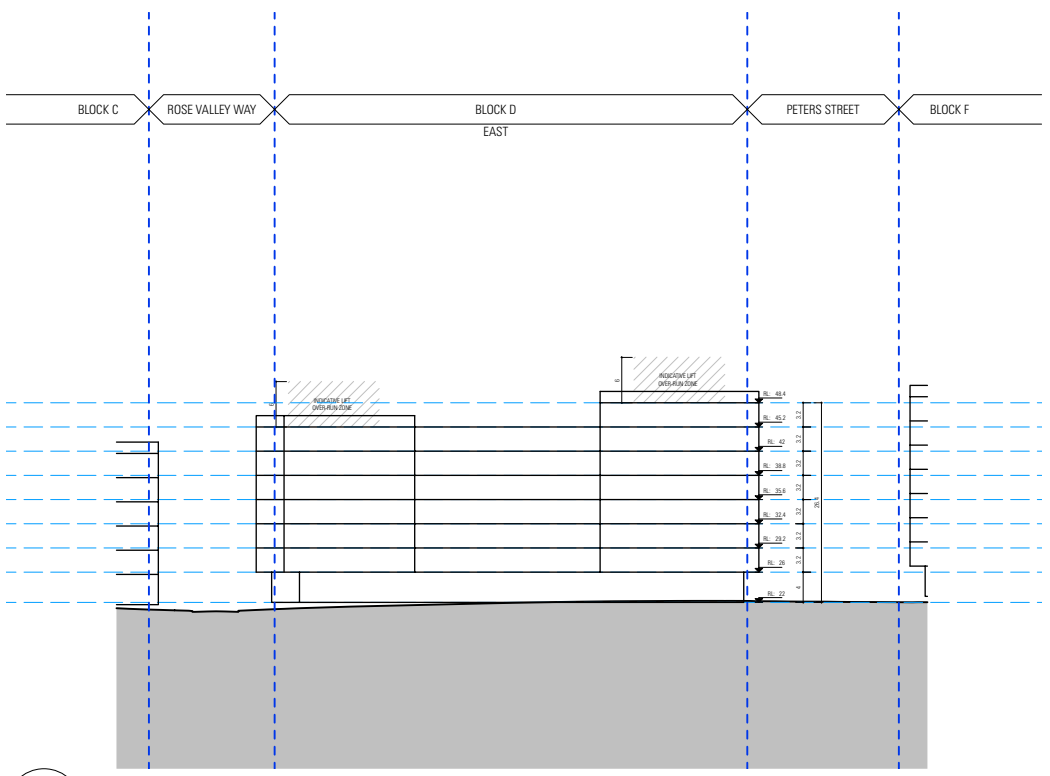 BLOCK C
ROSE VALLEY WAY
BLOCK D
PETERS STREET
BLOCK F
EAST
6
INDICATIVE LIFT
OVER-RUN ZONE
6
INDICATIVE LIFT
OVER-RUN ZONE
RL: 48.4
3.2
RL: 45.2
3.2
RL: 42
3.2
RL: 38.8
3.2
RL: 35.6
26.4
3.2
RL: 32.4
3.2
RL: 29.2
3.2
RL: 26
4
RL: 22